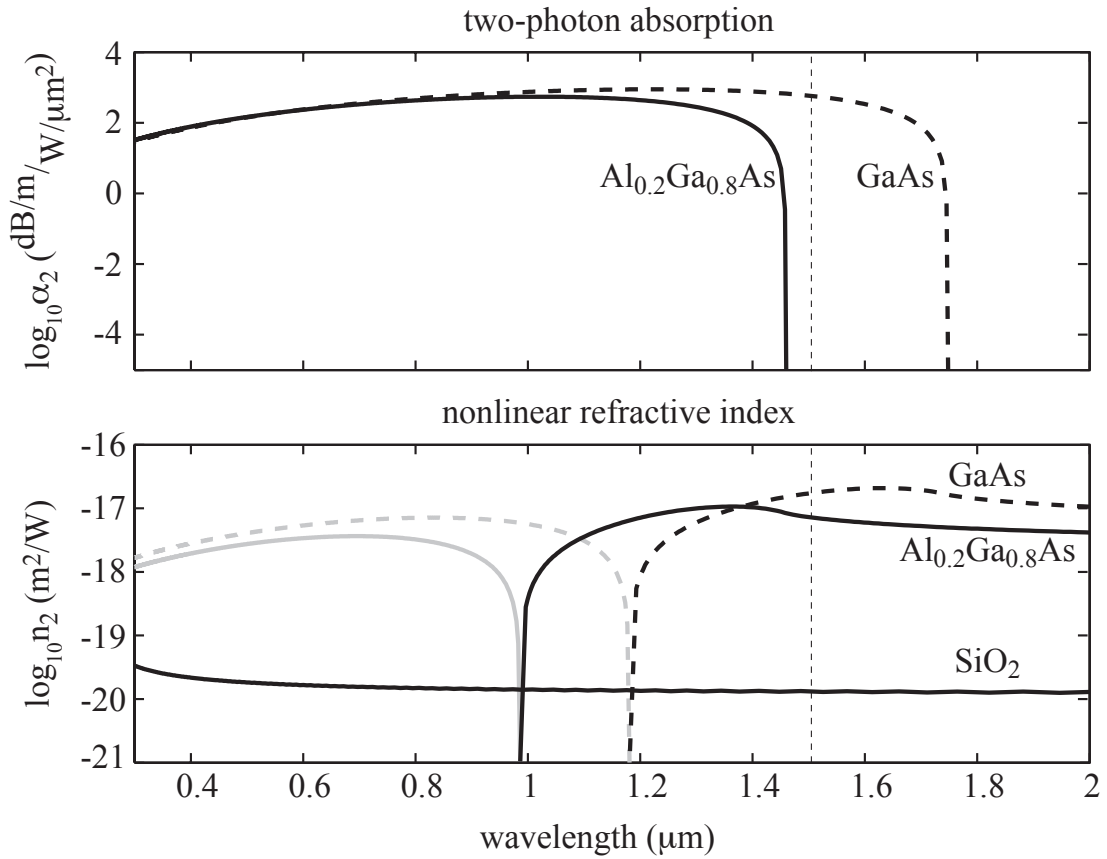 two-photon absorption
log₁₀α₂ (dB/m/W/μm²)
4
2
0
-2
-4
Al₀.₂Ga₀.₈As
GaAs
nonlinear refractive index
log₁₀n₂ (m²/W)
-16
-17
-18
-19
-20
-21
GaAs
Al₀.₂Ga₀.₈As
SiO₂
0.4 0.6 0.8 1 1.2 1.4 1.6 1.8 2
wavelength (μm)